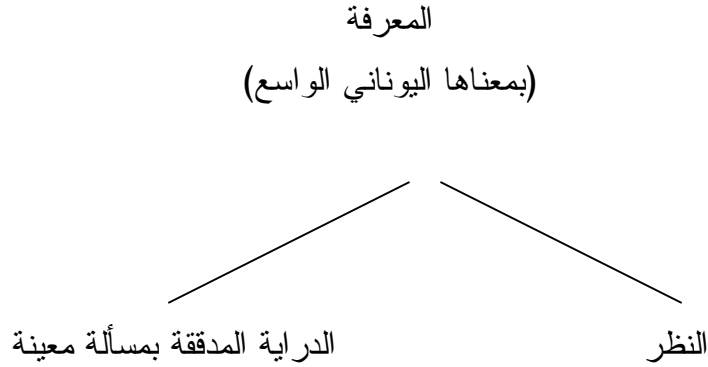 المعرفة
(بمعناها اليوناني الواسع)
النظر
الدراية المدققة بمسألة معينة